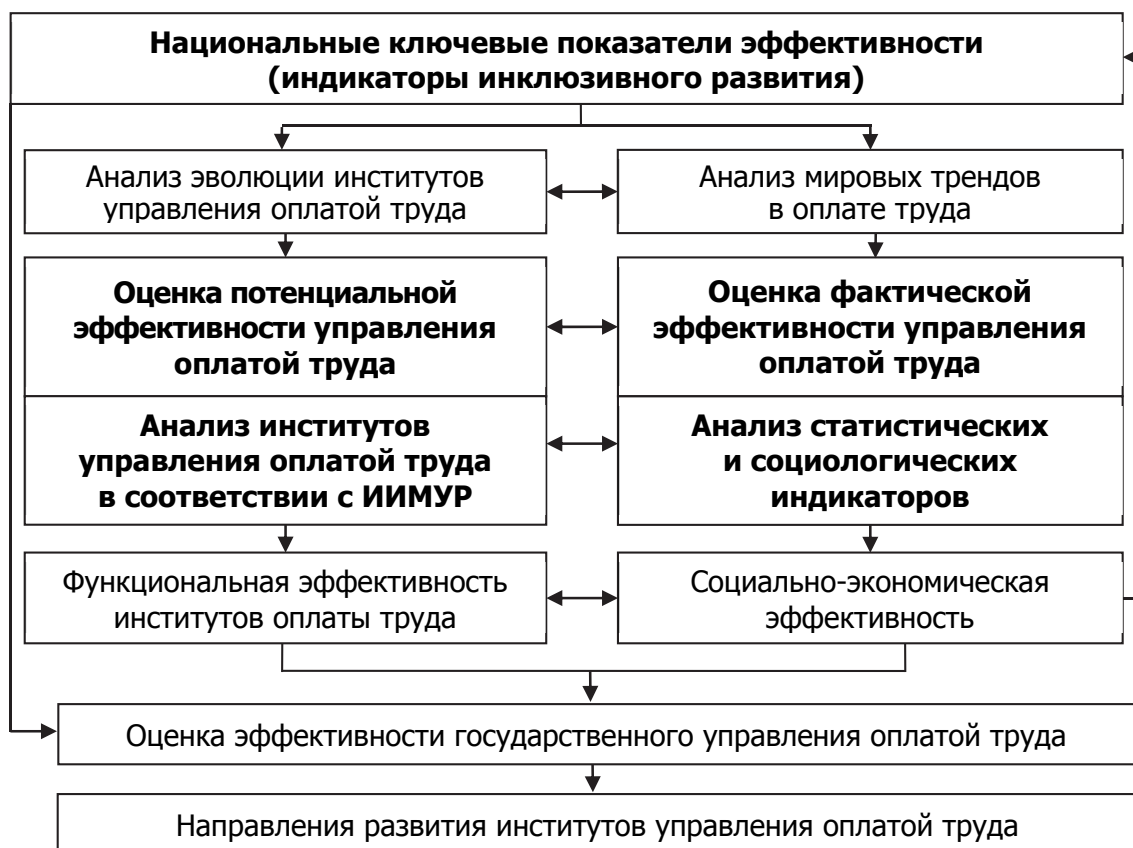 Национальные ключевые показатели эффективности
(индикаторы инклюзивного развития)
Анализ эволюции институтов
управления оплатой труда
Анализ мировых трендов
в оплате труда
Оценка потенциальной
эффективности управления
оплатой труда
Оценка фактической
эффективности управления
оплатой труда
Анализ институтов
управления оплатой труда
в соответствии с ИИМУР
Анализ статистических
и социологических
индикаторов
Функциональная эффективность
институтов оплаты труда
Социально-экономическая
эффективность
Оценка эффективности государственного управления оплатой труда
Направления развития институтов управления оплатой труда